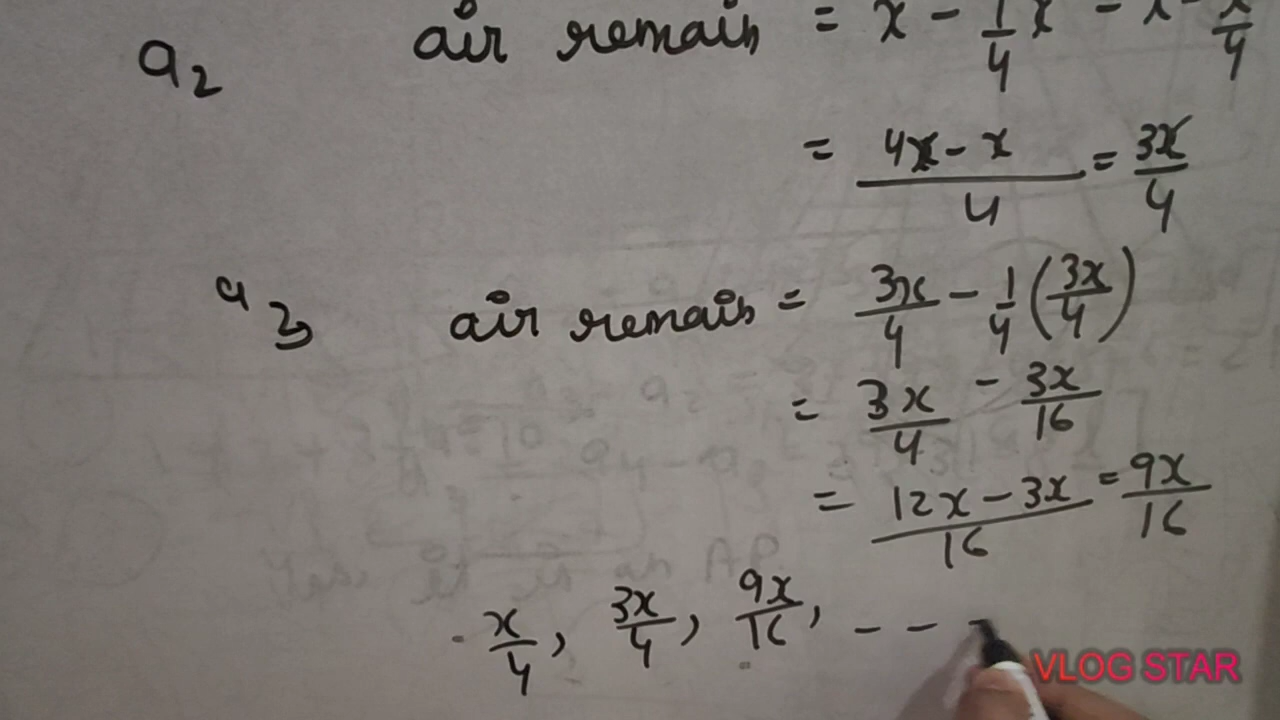 a₂ air remain = x - 1/4 x = x - x/4
= (4x - x)/4 = 3x/4
a₃ air remain = 3x/4 - 1/4 (3x/4)
= 3x/4 - 3x/16
= (12x - 3x)/16 = 9x/16
x/4, 3x/4, 9x/16, - - -
VLOG STAR